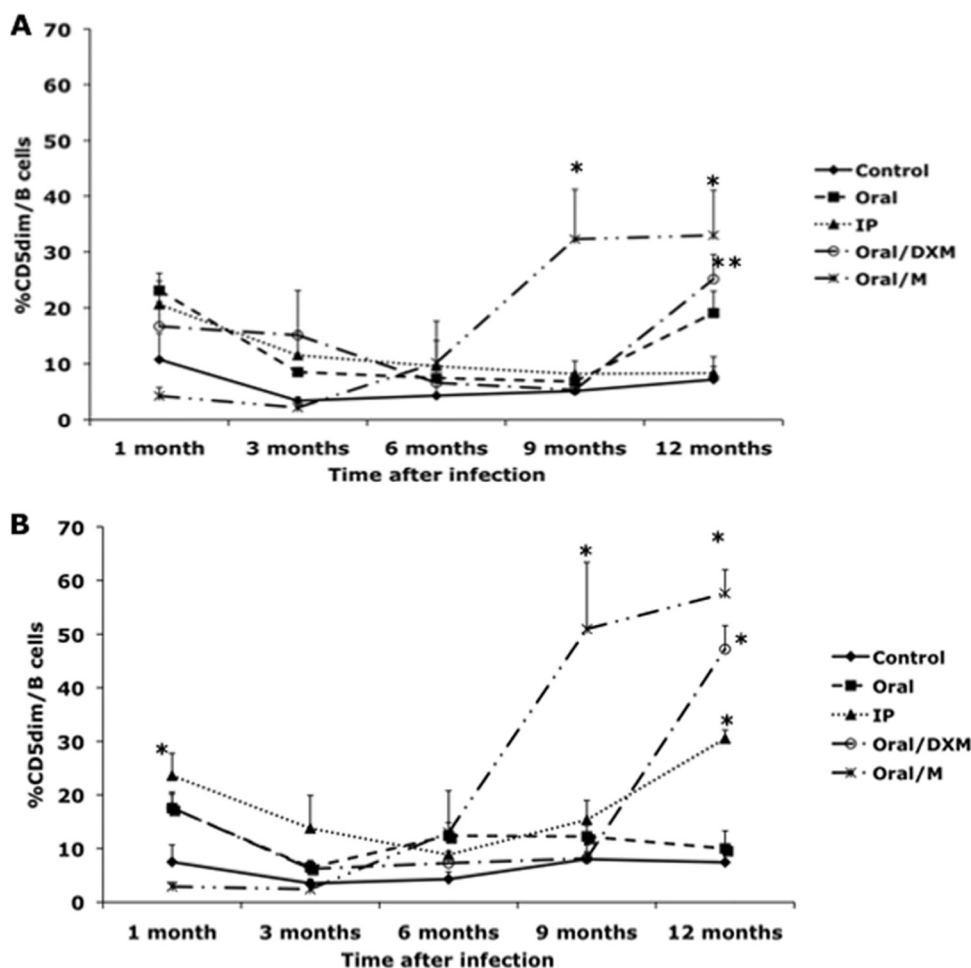 A
70
60
50
40
30
20
10
0
%CD5dim/B cells
*
*
**
1 month 3 months 6 months 9 months 12 months
Time after infection
Control
Oral
IP
Oral/DXM
Oral/M
B
70
60
50
40
30
20
10
0
%CD5dim/B cells
*
*
*
*
*
1 month 3 months 6 months 9 months 12 months
Time after infection
Control
Oral
IP
Oral/DXM
Oral/M